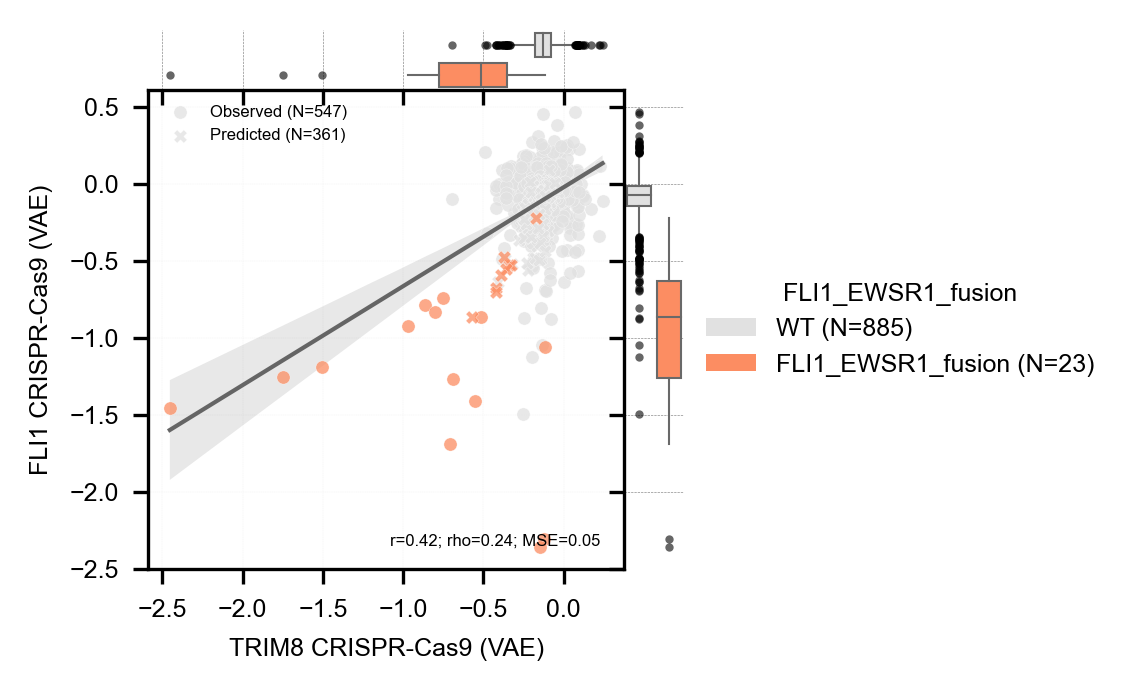 Observed (N=547)
Predicted (N=361)
0.5
0.0
−0.5
−1.0
−1.5
−2.0
−2.5
FLI1 CRISPR-Cas9 (VAE)
r=0.42; rho=0.24; MSE=0.05
−2.5 −2.0 −1.5 −1.0 −0.5 0.0
TRIM8 CRISPR-Cas9 (VAE)
FLI1_EWSR1_fusion
WT (N=885)
FLI1_EWSR1_fusion (N=23)